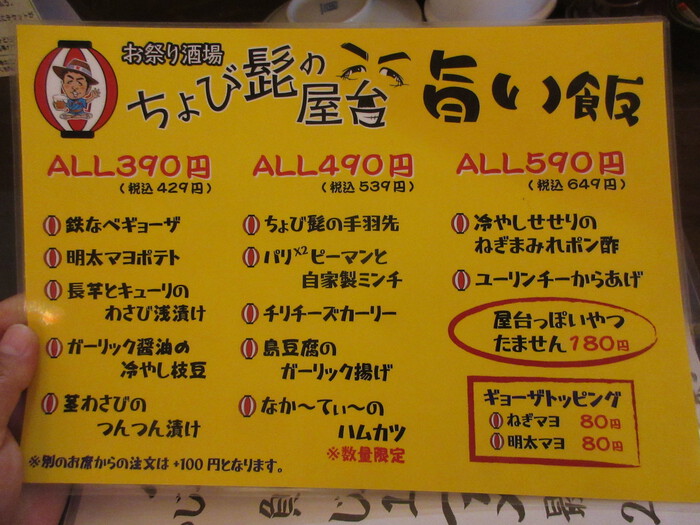 お祭り酒場
ちょび髭の
屋台
旨い飯
ALL390円
(税込 429円)
鉄なべギョーザ
明太マヨポテト
長芋とキューリの
わさび浅漬け
ガーリック醤油の
冷やし枝豆
茎わさびの
つんつん漬け
ALL490円
(税込 539円)
ちょび髭の手羽先
パリ×2ピーマンと
自家製ミンチ
チリチーズカーリー
島豆腐の
ガーリック揚げ
なか〜てぃ〜の
ハムカツ
※数量限定
ALL590円
(税込 649円)
冷やしせせりの
ねぎまみれポン酢
ユーリンチーからあげ
屋台っぽいやつ
たません180円
ギョーザトッピング
ねぎマヨ 80円
明太マヨ 80円
※別のお席からの注文は+100円となります。